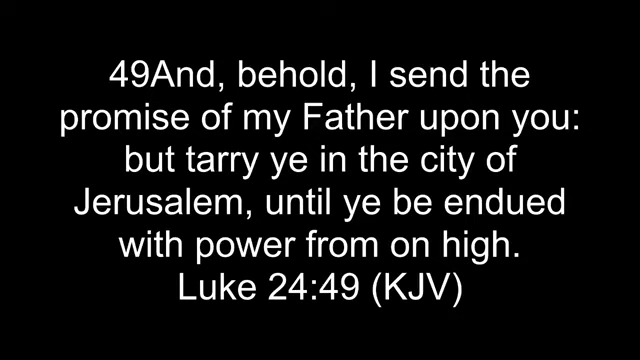 49And, behold, I send the
promise of my Father upon you:
but tarry ye in the city of
Jerusalem, until ye be endued
with power from on high.
Luke 24:49 (KJV)